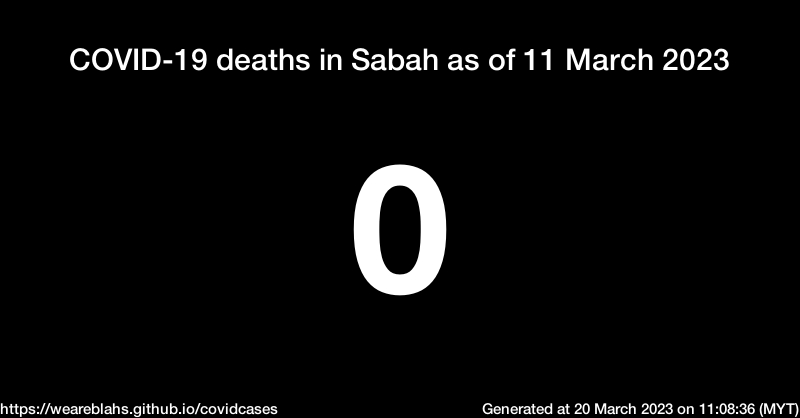 COVID-19 deaths in Sabah as of 11 March 2023
0
https://weareblahs.github.io/covidcases
Generated at 20 March 2023 on 11:08:36 (MYT)